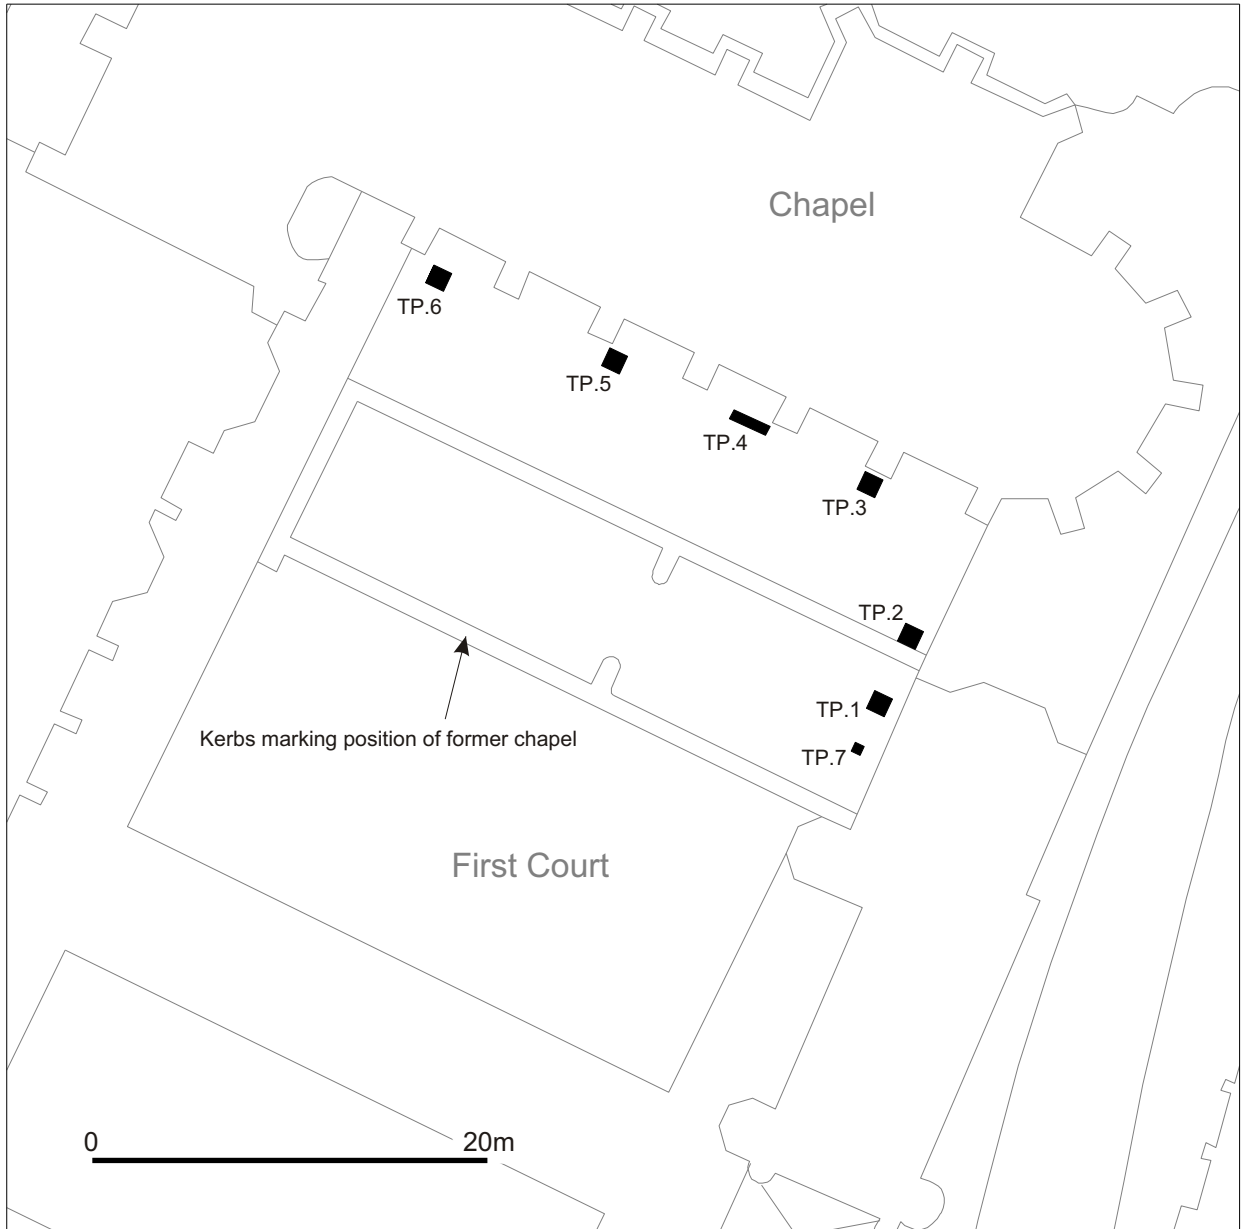 Chapel
TP.6
TP.5
TP.4
TP.3
TP.2
TP.1
TP.7
Kerbs marking position of former chapel
First Court
0 20m